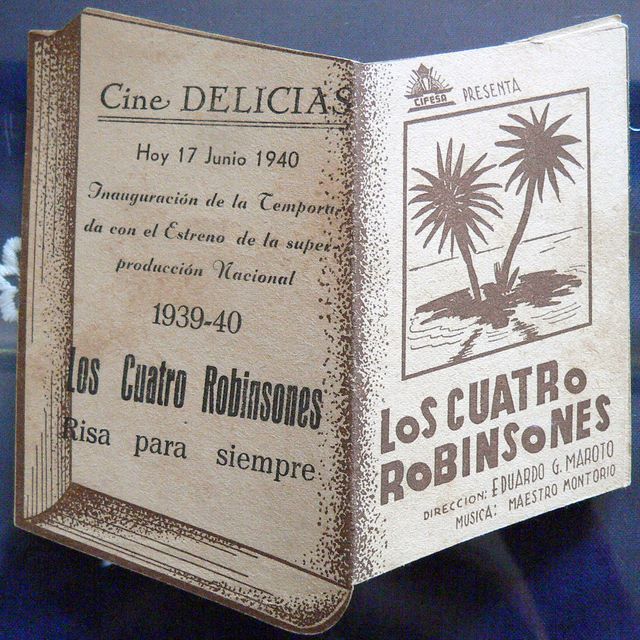 Cine DELICIAS
Hoy 17 Junio 1940
Inauguración de la Tempora-
da con el Estreno de la super-
producción Nacional
1939-40
Los Cuatro Robinsones
Risa para siempre
CIFESA
PRESENTA
LOS CUATRO
ROBINSONES
DIRECCION: EDUARDO G. MAROTO
MUSICA: MAESTRO MONTORIO